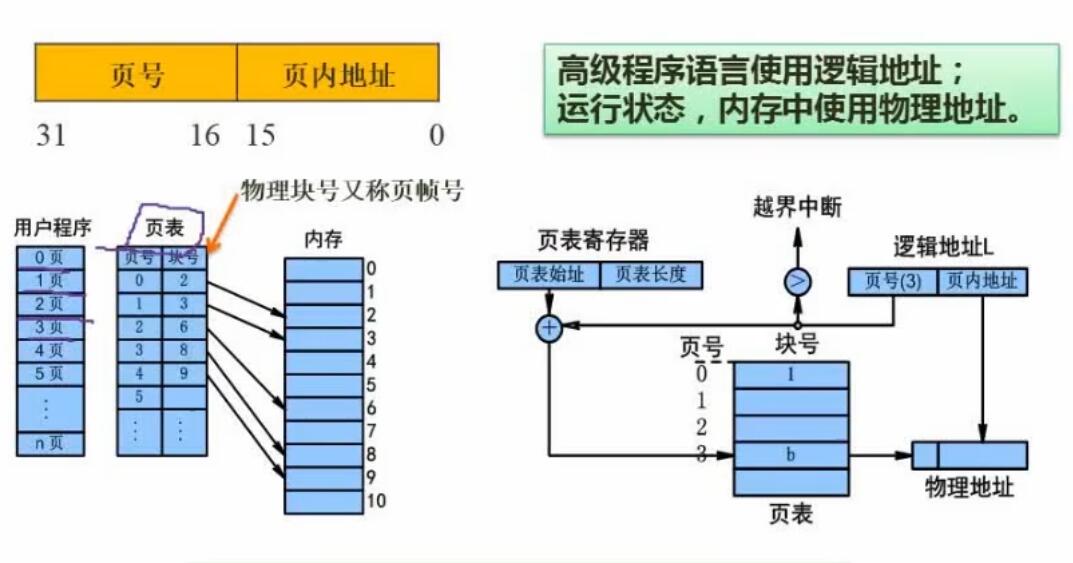 页号 页内地址
31 16 15 0
高级程序语言使用逻辑地址；
运行状态，内存中使用物理地址。
物理块号又称页帧号
用户程序
0页
1页
2页
3页
4页
5页
⋮
n页
页表
页号 块号
0 2
1 3
2 6
3 8
4 9
5
⋮ ⋮
内存
0
1
2
3
4
5
6
7
8
9
10
越界中断
页表寄存器
页表始址 页表长度
逻辑地址L
页号(3) 页内地址
>
+
页号 块号
0 1
1
2
3 b
页表
物理地址